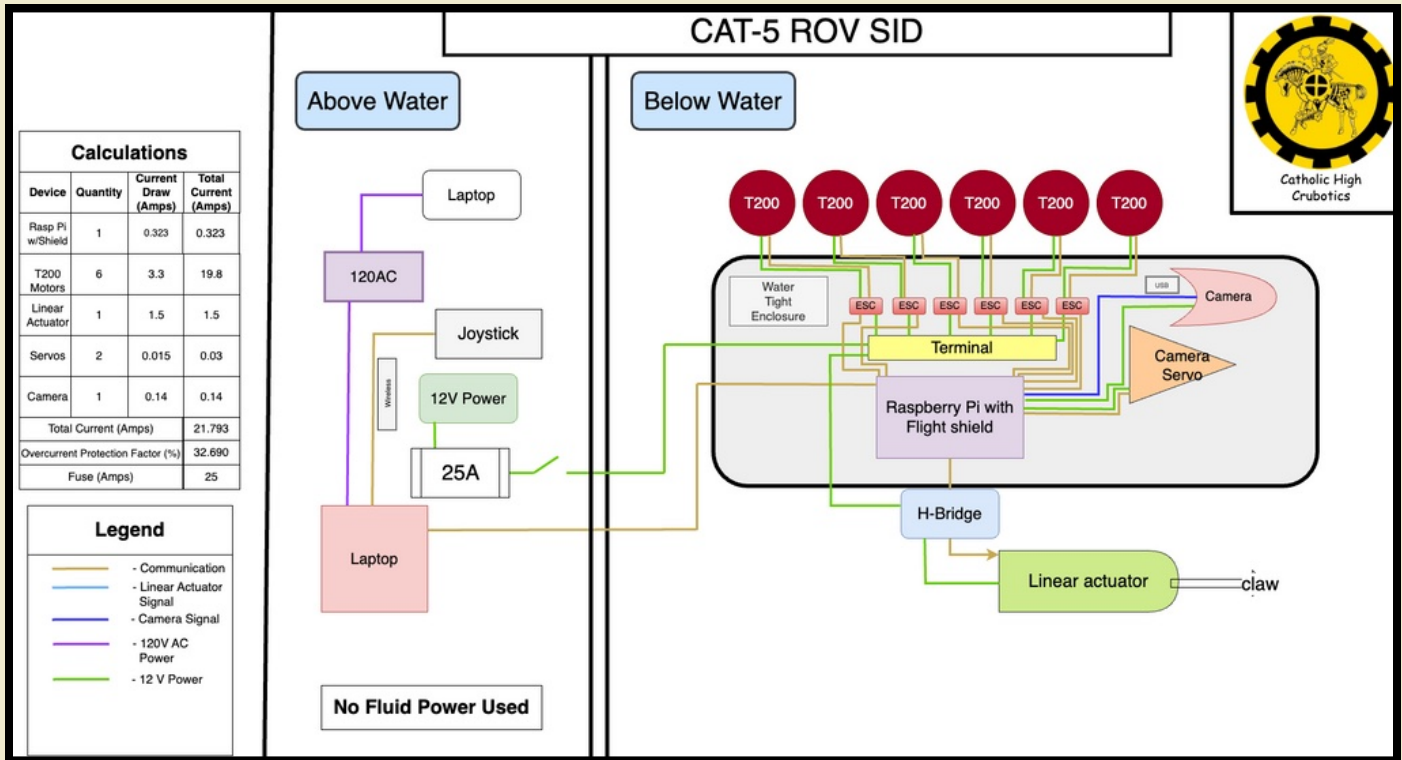 CAT-5 ROV SID
Catholic High
Crubotics
Calculations
Device Quantity Current Draw (Amps) Total Current (Amps)
Rasp Pi w/Shield 1 0.323 0.323
T200 Motors 6 3.3 19.8
Linear Actuator 1 1.5 1.5
Servos 2 0.015 0.03
Camera 1 0.14 0.14
Total Current (Amps) 21.793
Overcurrent Protection Factor (%) 32.690
Fuse (Amps) 25
Legend
- Communication
- Linear Actuator
Signal
- Camera Signal
- 120V AC
Power
- 12 V Power
Above Water
Laptop
120AC
Joystick
Wireless
12V Power
25A
Laptop
No Fluid Power Used
Below Water
T200 T200 T200 T200 T200 T200
Water
Tight
Enclosure
ESC ESC ESC ESC ESC ESC
USB
Camera
Terminal
Camera
Servo
Raspberry Pi with
Flight shield
H-Bridge
Linear actuator
claw